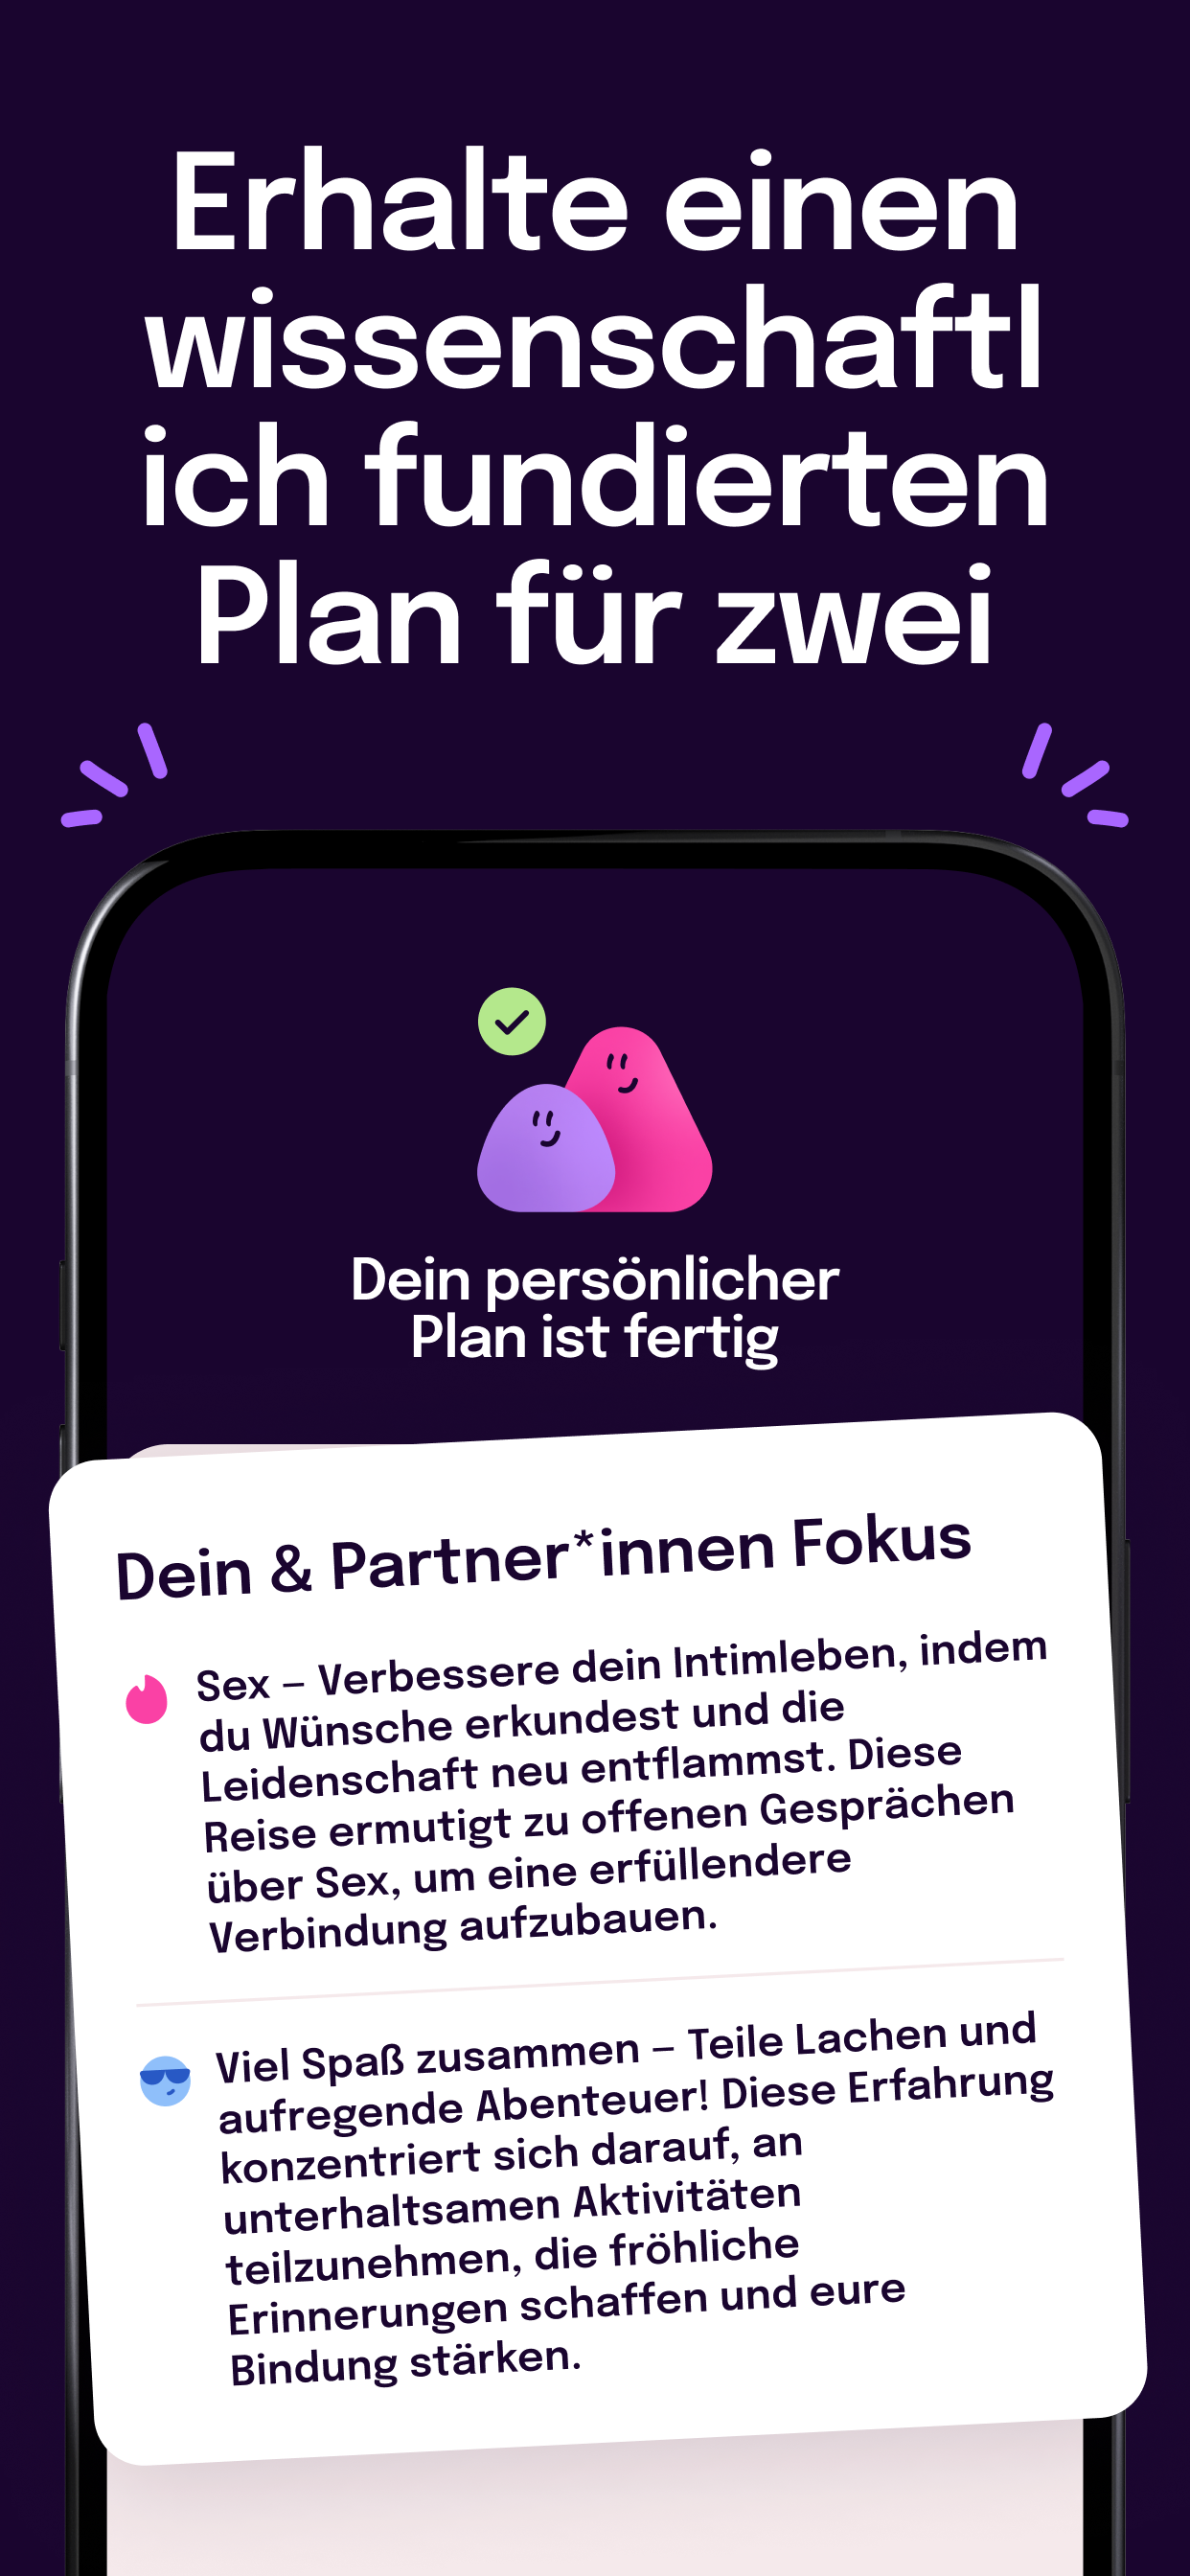 Erhalte einen
wissenschaftl
ich fundierten
Plan für zwei
Dein persönlicher
Plan ist fertig
Dein & Partner*innen Fokus
Sex – Verbessere dein Intimleben, indem
du Wünsche erkundest und die
Leidenschaft neu entflammst. Diese
Reise ermutigt zu offenen Gesprächen
über Sex, um eine erfüllendere
Verbindung aufzubauen.
Viel Spaß zusammen – Teile Lachen und
aufregende Abenteuer! Diese Erfahrung
konzentriert sich darauf, an
unterhaltsamen Aktivitäten
teilzunehmen, die fröhliche
Erinnerungen schaffen und eure
Bindung stärken.